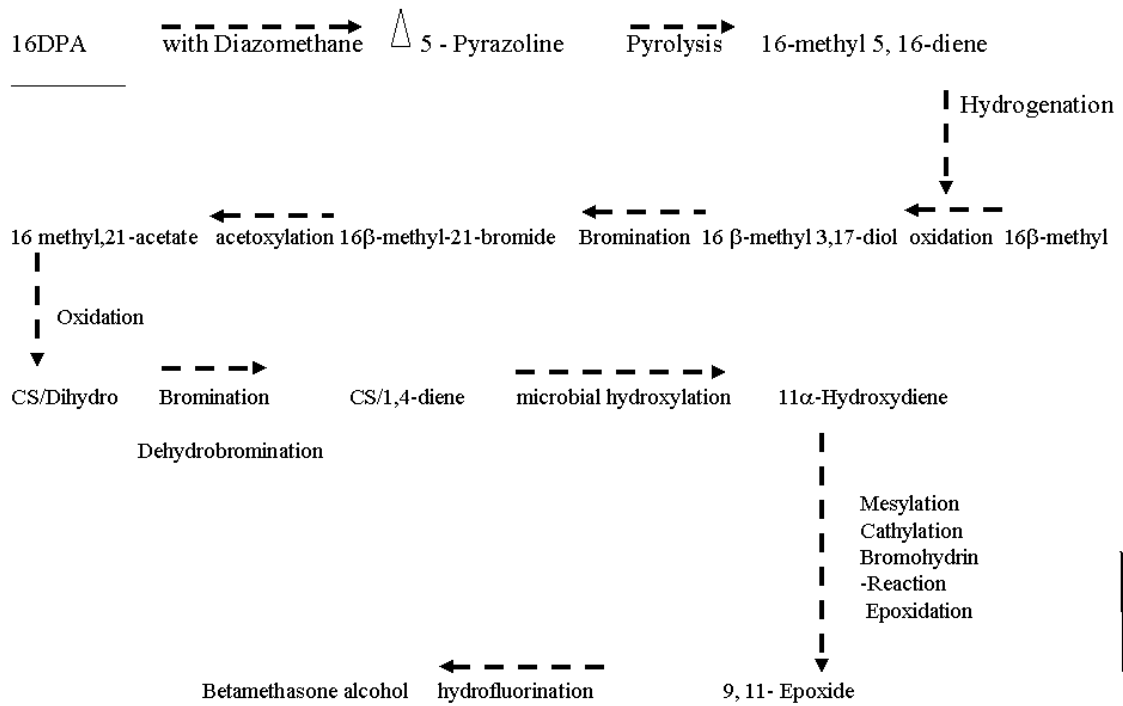 16DPA with Diazomethane △ 5 - Pyrazoline Pyrolysis 16-methyl 5, 16-diene
Hydrogenation
16 methyl,21-acetate acetoxylation 16β-methyl-21-bromide Bromination 16 β-methyl 3,17-diol oxidation 16β-methyl
Oxidation
CS/Dihydro Bromination CS/1,4-diene microbial hydroxylation 11α-Hydroxydiene
Dehydrobromination
Mesylation
Cathylation
Bromohydrin
-Reaction
Epoxidation
Betamethasone alcohol hydrofluorination 9, 11- Epoxide